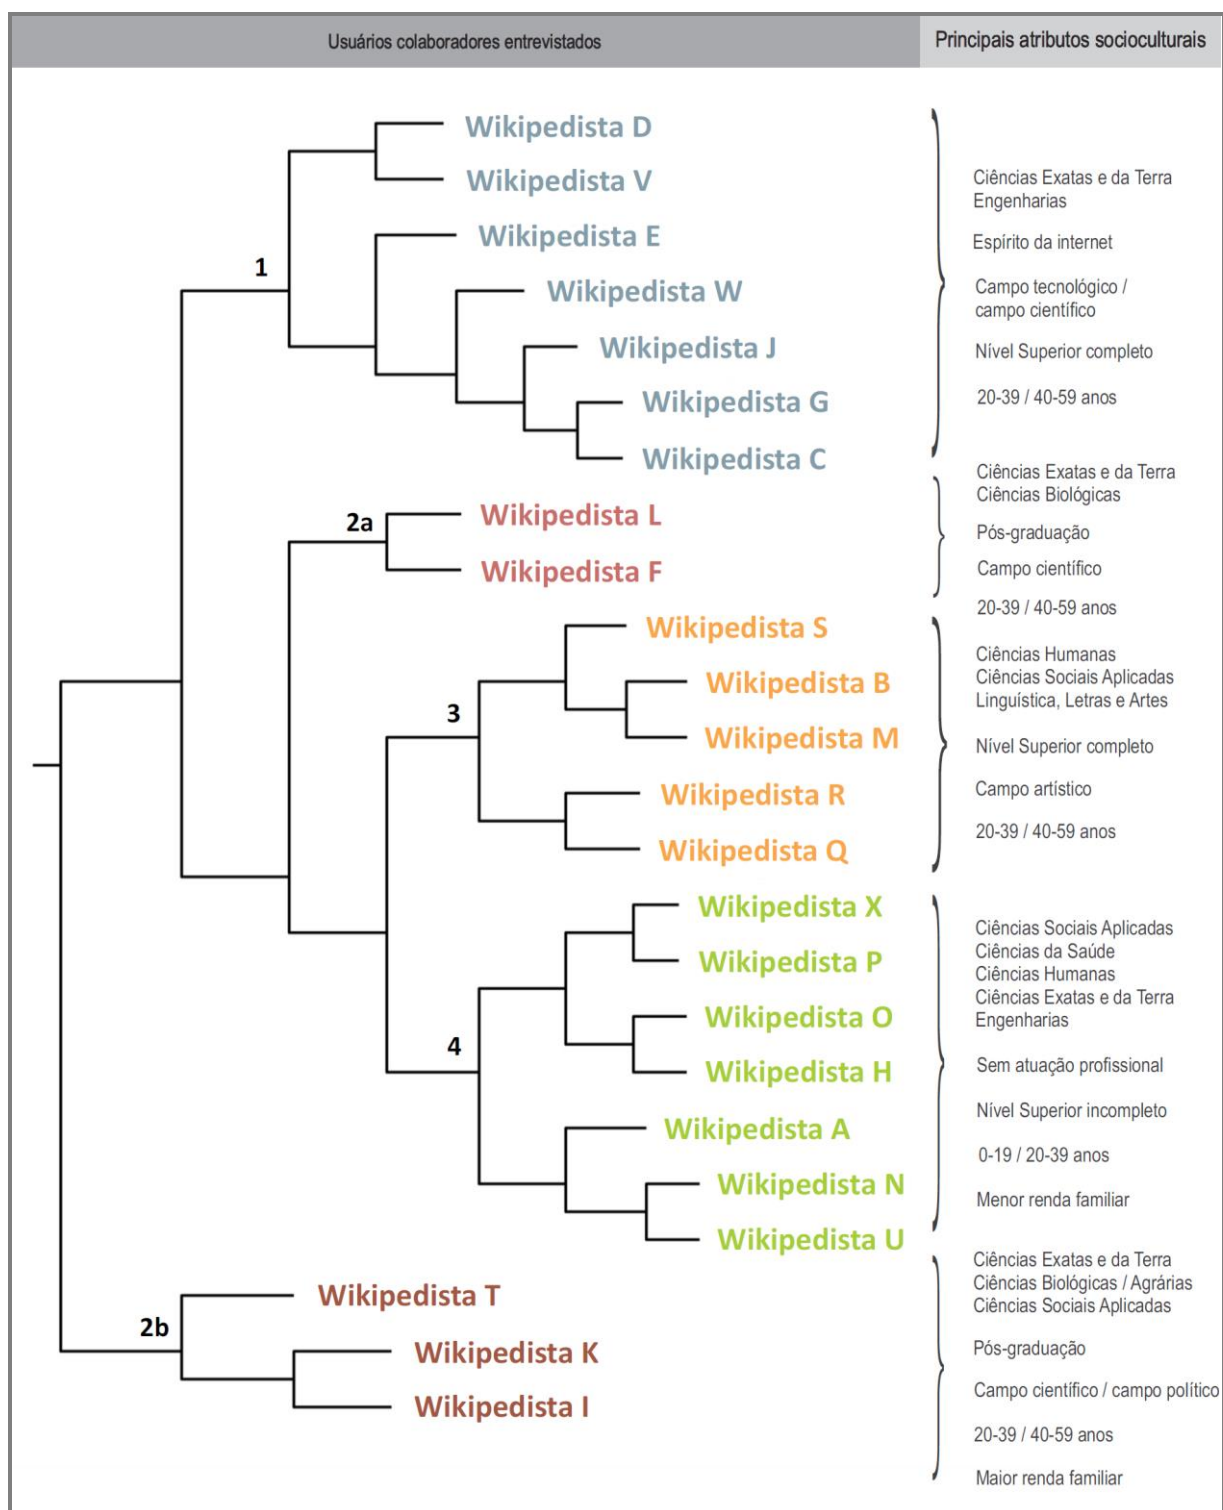 Usuários colaboradores entrevistados
Principais atributos socioculturais
Wikipedista D
Wikipedista V
Wikipedista E
1
Wikipedista W
Wikipedista J
Wikipedista G
Wikipedista C
Ciências Exatas e da Terra
Engenharias
Espírito da internet
Campo tecnológico /
campo científico
Nível Superior completo
20-39 / 40-59 anos
2a
Wikipedista L
Wikipedista F
Ciências Exatas e da Terra
Ciências Biológicas
Pós-graduação
Campo científico
20-39 / 40-59 anos
Wikipedista S
Wikipedista B
3
Wikipedista M
Wikipedista R
Wikipedista Q
Ciências Humanas
Ciências Sociais Aplicadas
Linguística, Letras e Artes
Nível Superior completo
Campo artístico
20-39 / 40-59 anos
Wikipedista X
Wikipedista P
Wikipedista O
4
Wikipedista H
Wikipedista A
Wikipedista N
Wikipedista U
Ciências Sociais Aplicadas
Ciências da Saúde
Ciências Humanas
Ciências Exatas e da Terra
Engenharias
Sem atuação profissional
Nível Superior incompleto
0-19 / 20-39 anos
Menor renda familiar
Wikipedista T
2b
Wikipedista K
Wikipedista I
Ciências Exatas e da Terra
Ciências Biológicas / Agrárias
Ciências Sociais Aplicadas
Pós-graduação
Campo científico / campo político
20-39 / 40-59 anos
Maior renda familiar